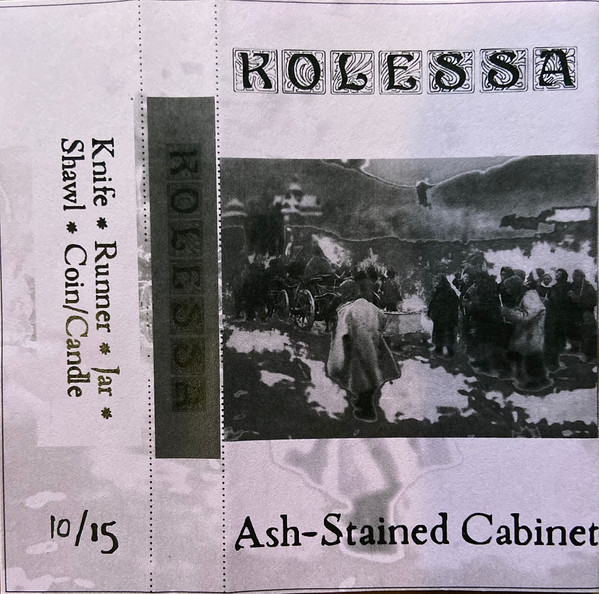 KOLESSA
Ash-Stained Cabinet
KOLESSA
Knife * Runner * Jar *
Shawl * Coin/Candle
10/15